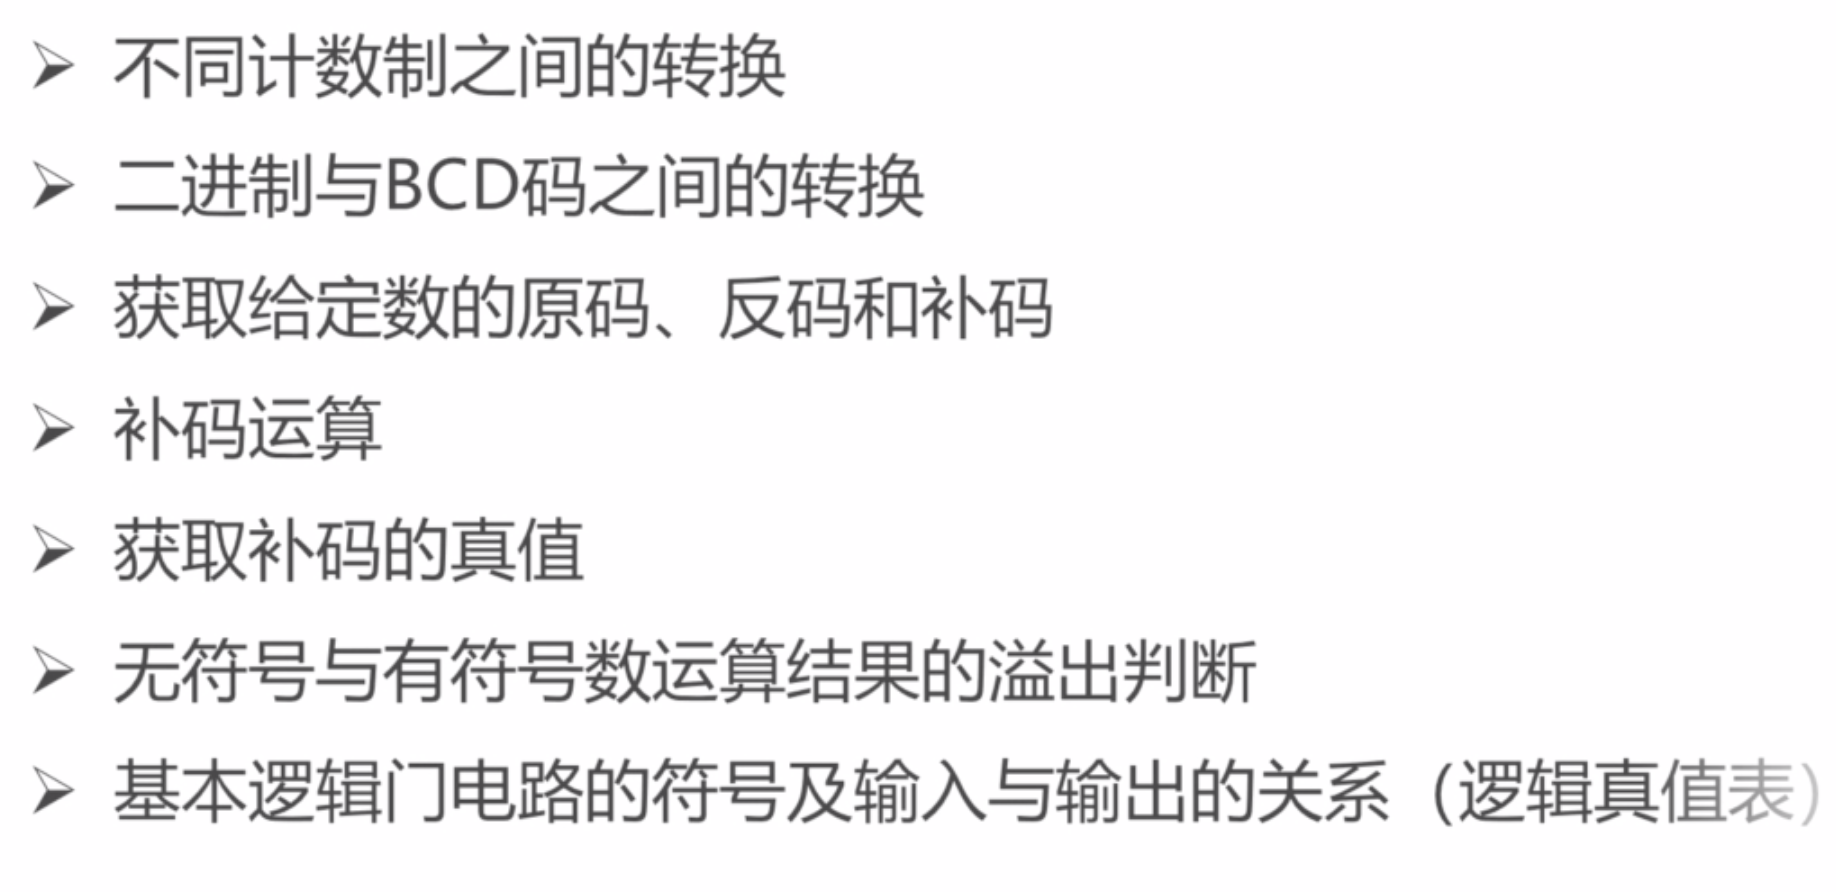 ➢ 不同计数制之间的转换
➢ 二进制与BCD码之间的转换
➢ 获取给定数的原码、反码和补码
➢ 补码运算
➢ 获取补码的真值
➢ 无符号与有符号数运算结果的溢出判断
➢ 基本逻辑门电路的符号及输入与输出的关系（逻辑真值表）